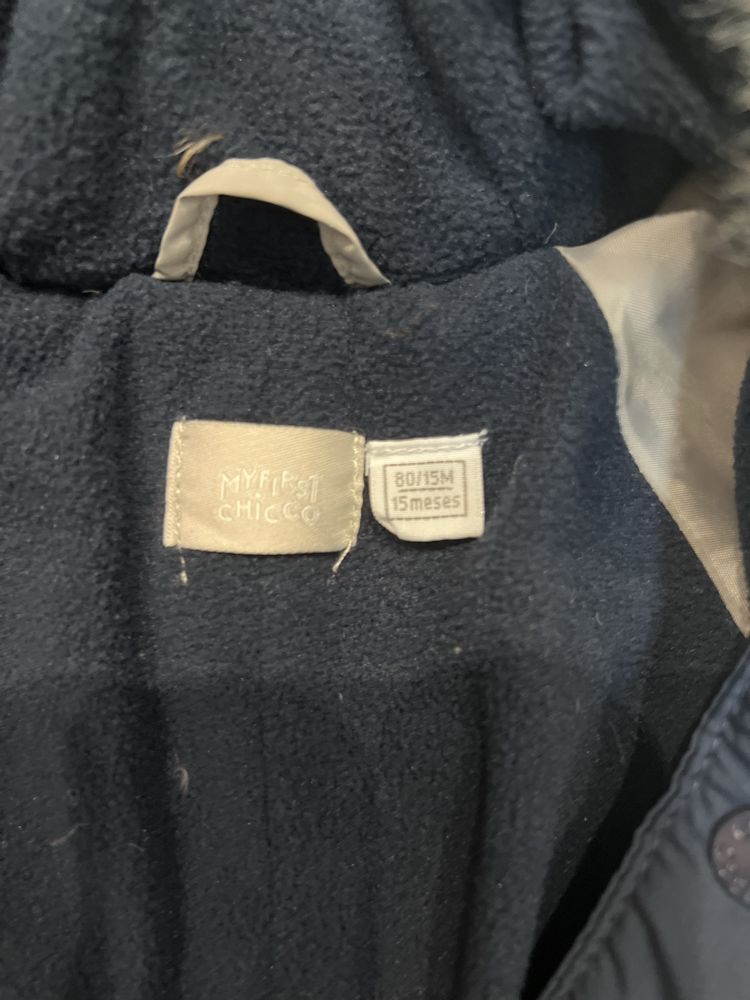 MYFIRST
CHICCO
80/15M
15meses